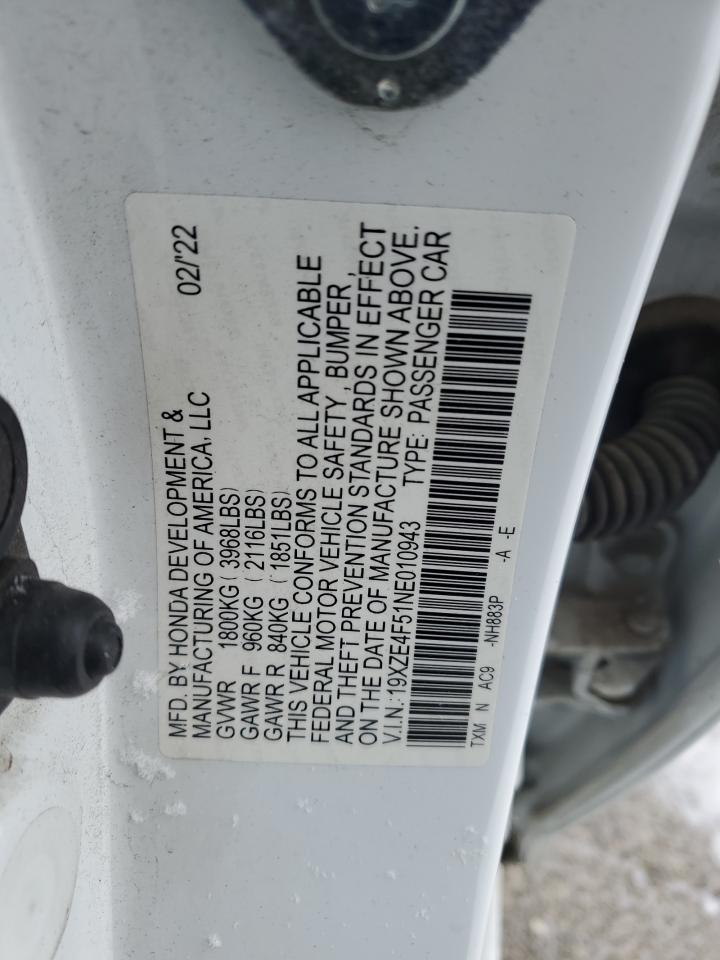 MFD. BY HONDA DEVELOPMENT &
MANUFACTURING OF AMERICA, LLC 02/'22
GVWR 1800KG (3968LBS)
GAWR F 960KG (2116LBS)
GAWR R 840KG (1851LBS)
THIS VEHICLE CONFORMS TO ALL APPLICABLE
FEDERAL MOTOR VEHICLE SAFETY, BUMPER,
AND THEFT PREVENTION STANDARDS IN EFFECT
ON THE DATE OF MANUFACTURE SHOWN ABOVE.
V.I.N.:19XZE4F51NE010943 TYPE: PASSENGER CAR
TXM N AC9 -NH883P -A -E